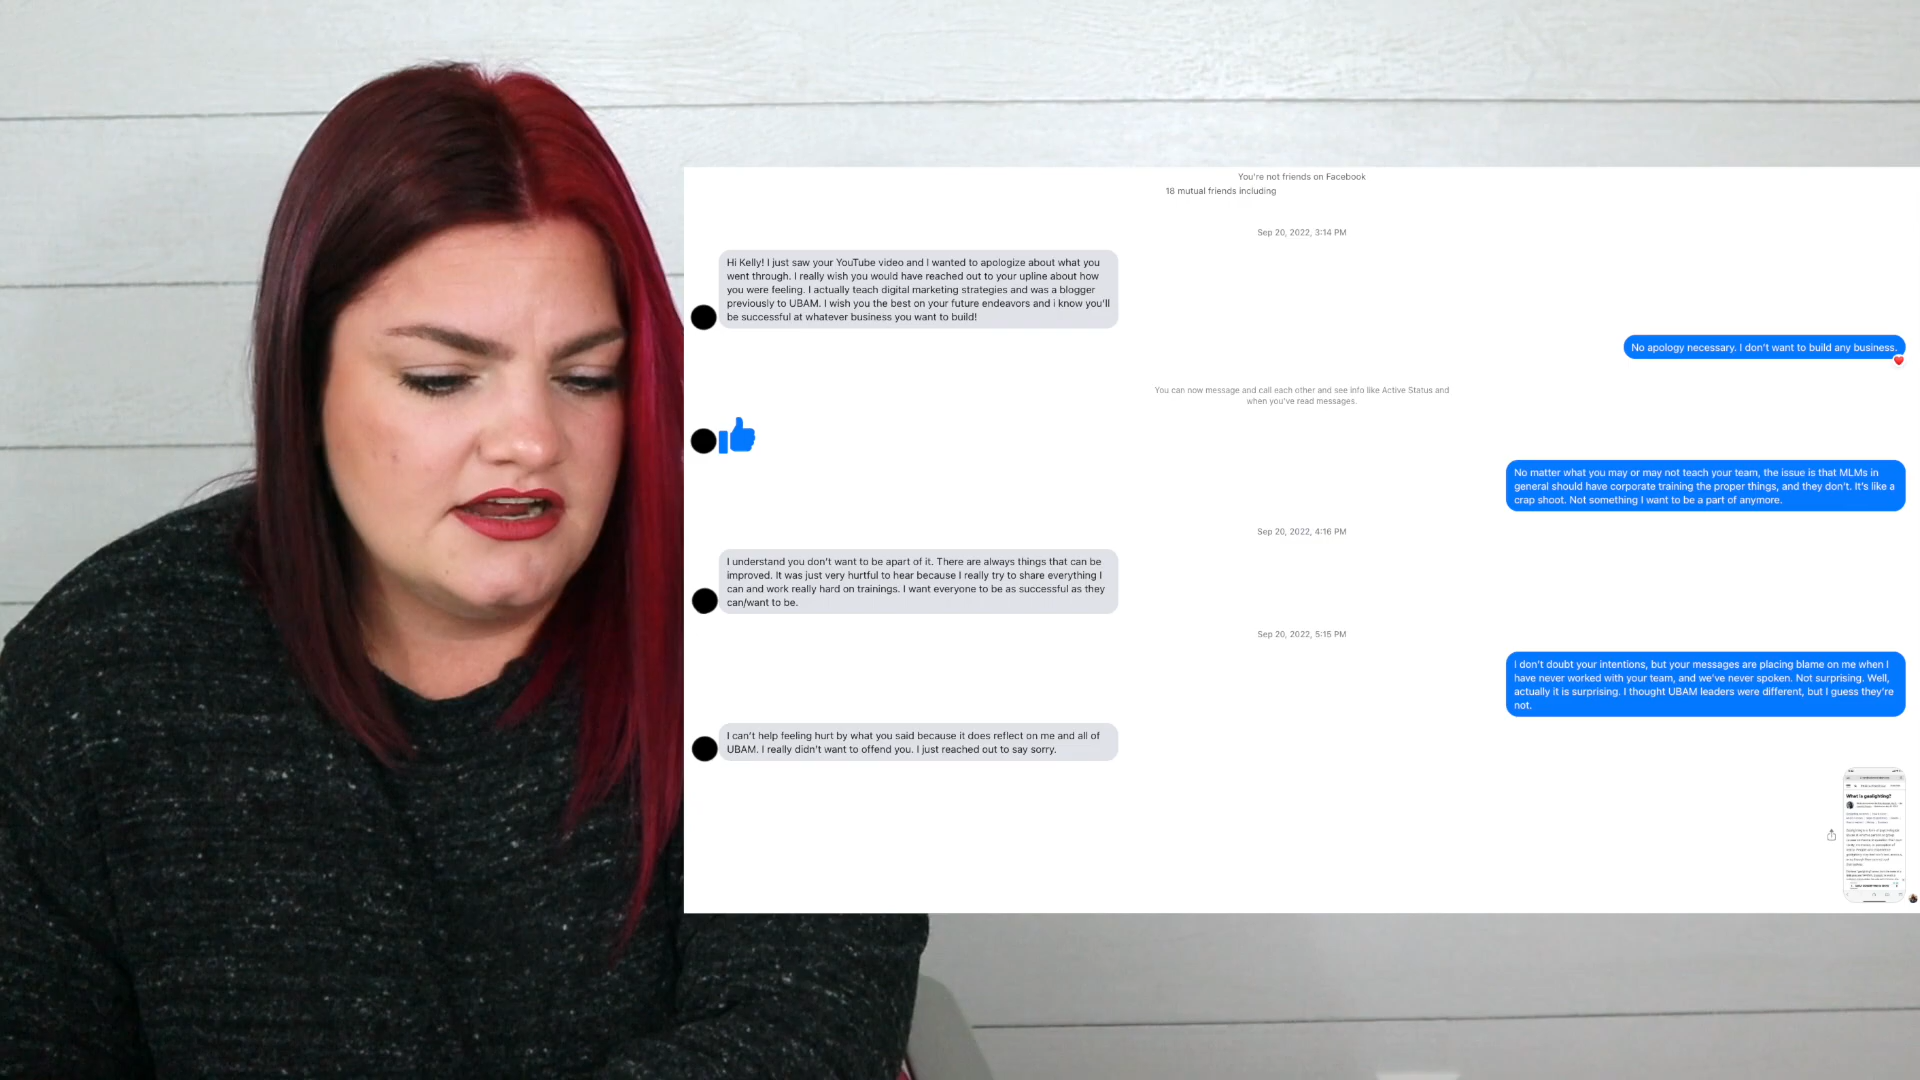 You're not friends on Facebook
18 mutual friends including
Sep 20, 2022, 3:14 PM
Hi Kelly! I just saw your YouTube video and I wanted to apologize about what you
went through. I really wish you would have reached out to your upline about how
you were feeling. I actually teach digital marketing strategies and was a blogger
previously to UBAM. I wish you the best on your future endeavors and i know you'll
be successful at whatever business you want to build!
No apology necessary. I don't want to build any business.
You can now message and call each other and see info like Active Status and
when you've read messages.
No matter what you may or may not teach your team, the issue is that MLMs in
general should have corporate training the proper things, and they don't. It's like a
crap shoot. Not something I want to be a part of anymore.
Sep 20, 2022, 4:16 PM
I understand you don't want to be apart of it. There are always things that can be
improved. It was just very hurtful to hear because I really try to share everything I
can and work really hard on trainings. I want everyone to be as successful as they
can/want to be.
Sep 20, 2022, 5:15 PM
I don't doubt your intentions, but your messages are placing blame on me when I
have never worked with your team, and we've never spoken. Not surprising. Well,
actually it is surprising. I thought UBAM leaders were different, but I guess they're
not.
I can't help feeling hurt by what you said because it does reflect on me and all of
UBAM. I really didn't want to offend you. I just reached out to say sorry.
What is gaslighting?